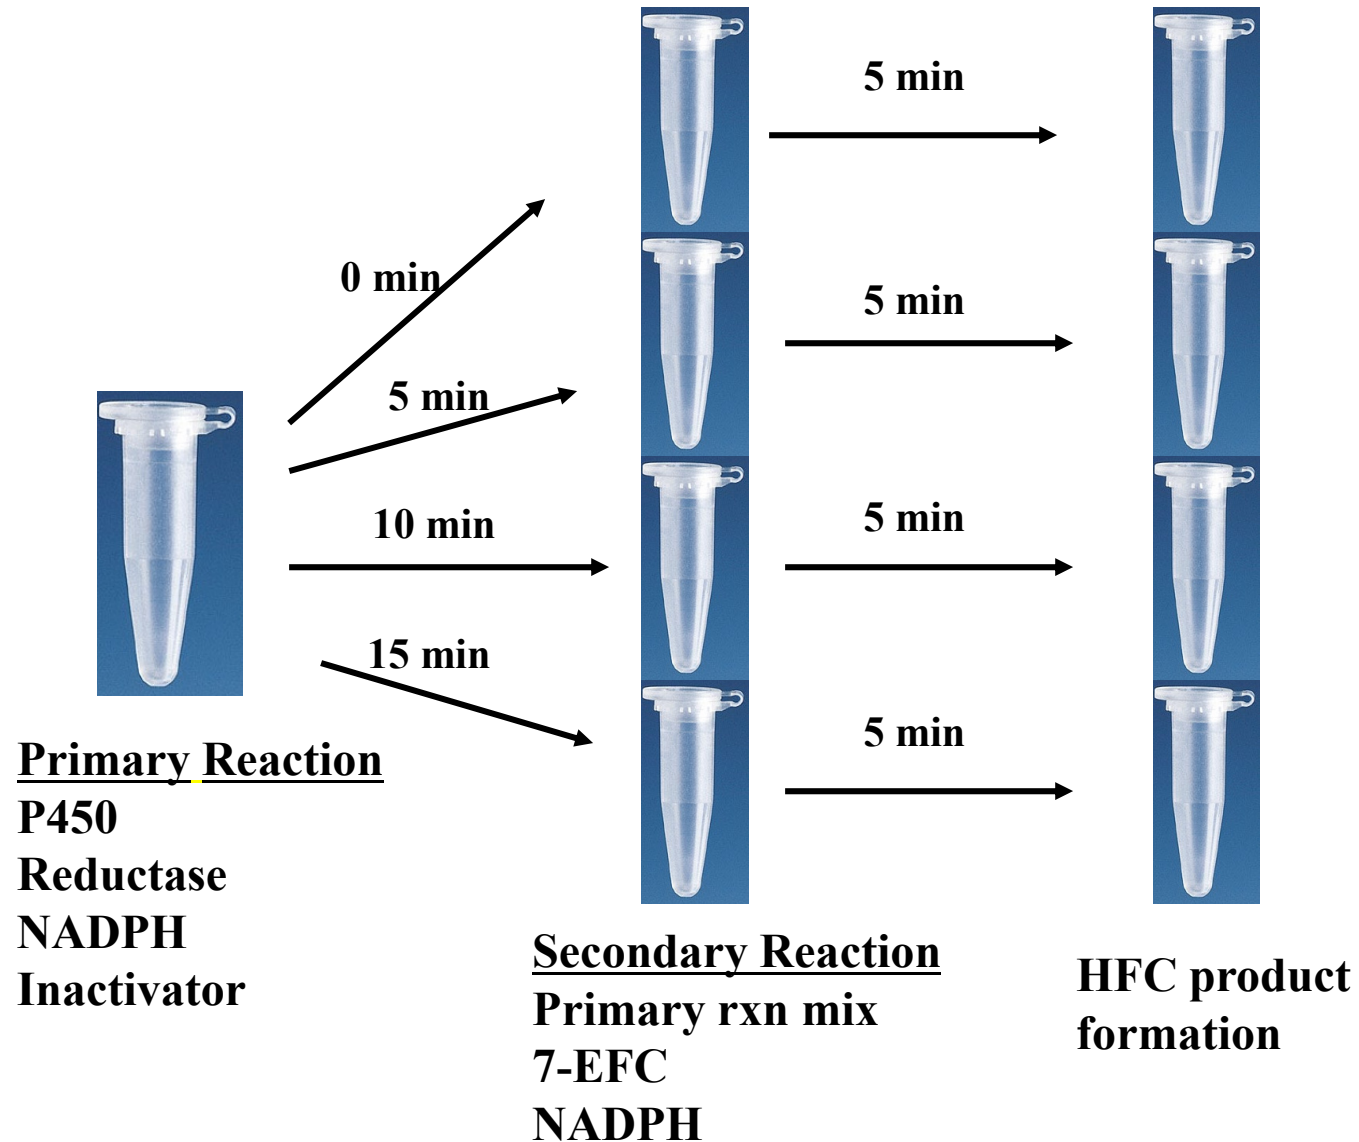 5 min
0 min
5 min
5 min
10 min
5 min
15 min
5 min
Primary Reaction
P450
Reductase
NADPH
Inactivator
Secondary Reaction
Primary rxn mix
7-EFC
NADPH
HFC product
formation